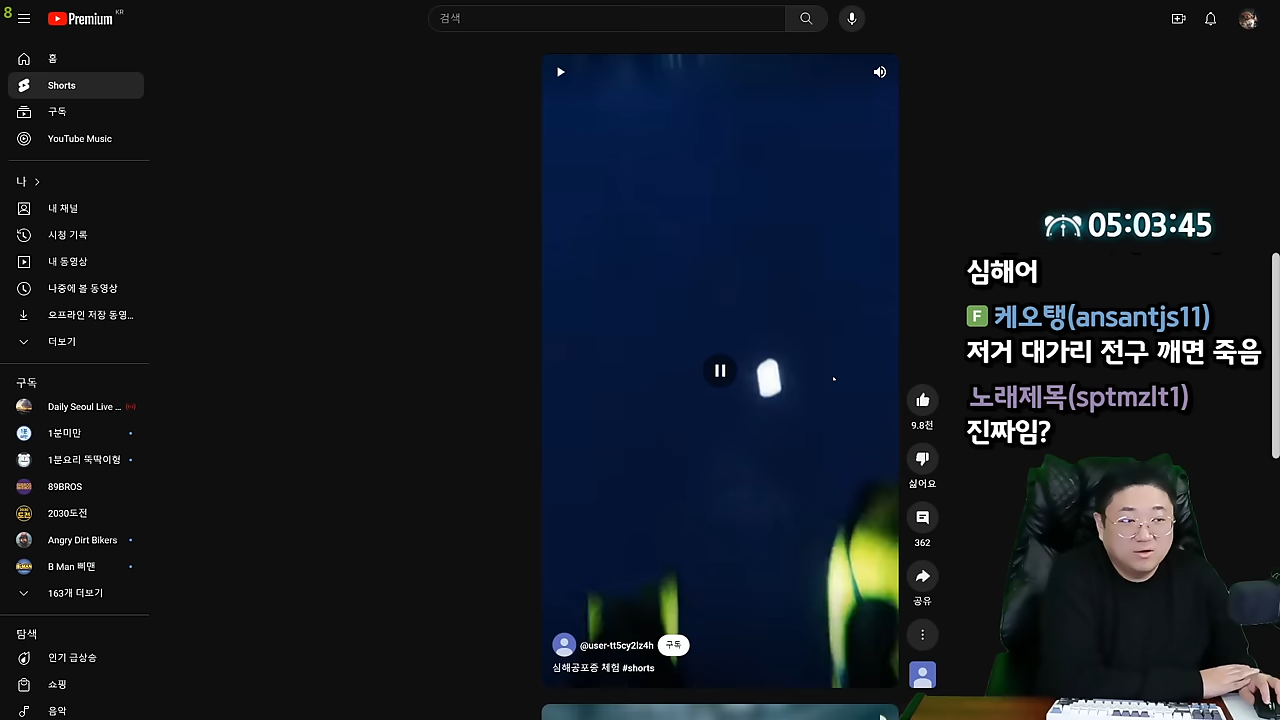 8
Premium KR
검색
홈
Shorts
구독
YouTube Music
나
내 채널
시청 기록
내 동영상
나중에 볼 동영상
오프라인 저장 동영...
더보기
구독
Daily Seoul Live ...
1분미만
1분요리 뚝딱이형
89BROS
2030도전
Angry Dirt Bikers
B Man 삐맨
163개 더보기
탐색
인기 급상승
쇼핑
음악
@user-tt5cy2lz4h 구독
심해공포증 체험 #shorts
9.8천
싫어요
362
공유
05:03:45
심해어
F 케오탱(ansantjs11)
저거 대가리 전구 깨면 죽음
노래제목(sptmzlt1)
진짜임?